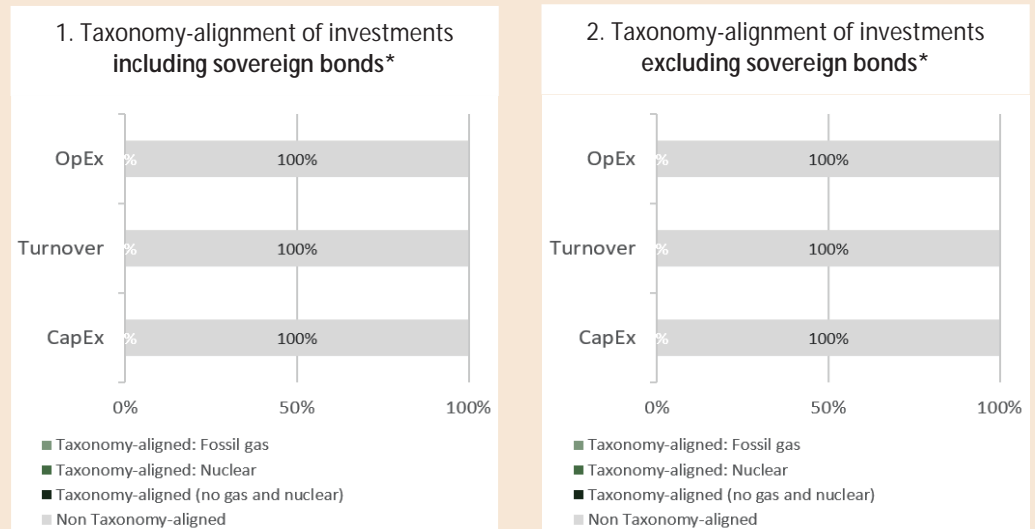 1. Taxonomy-alignment of investments
including sovereign bonds*
OpEx
%
100%
Turnover
%
100%
CapEx
%
100%
0%
50%
100%
■ Taxonomy-aligned: Fossil gas
■ Taxonomy-aligned: Nuclear
■ Taxonomy-aligned (no gas and nuclear)
■ Non Taxonomy-aligned
2. Taxonomy-alignment of investments
excluding sovereign bonds*
OpEx
%
100%
Turnover
%
100%
CapEx
%
100%
0%
50%
100%
■ Taxonomy-aligned: Fossil gas
■ Taxonomy-aligned: Nuclear
■ Taxonomy-aligned (no gas and nuclear)
■ Non Taxonomy-aligned